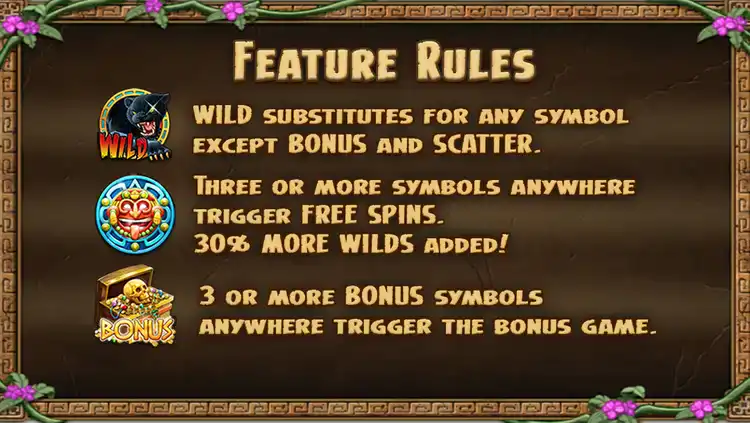 FEATURE RULES
WILD SUBSTITUTES FOR ANY SYMBOL
EXCEPT BONUS AND SCATTER.
WILD
THREE OR MORE SYMBOLS ANYWHERE
TRIGGER FREE SPINS.
30% MORE WILDS ADDED!
3 OR MORE BONUS SYMBOLS
ANYWHERE TRIGGER THE BONUS GAME.
BONUS